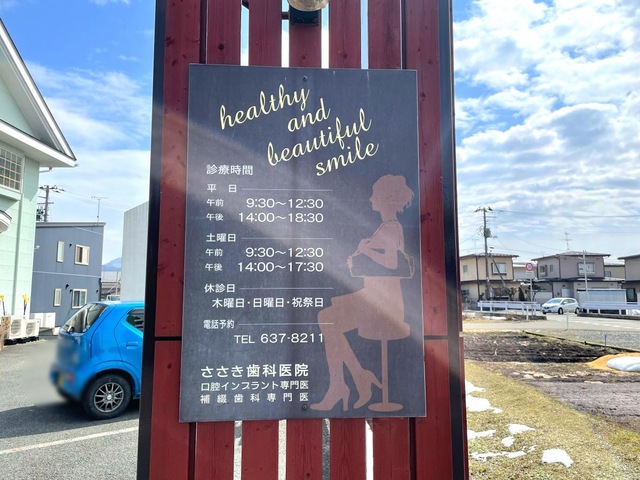 healthy
and
beautiful
smile
診療時間
平日
午前 9:30～12:30
午後 14:00～18:30
土曜日
午前 9:30～12:30
午後 14:00～17:30
休診日
木曜日・日曜日・祝祭日
電話予約
TEL 637-8211
ささき歯科医院
口腔インプラント専門医
補綴歯科専門医